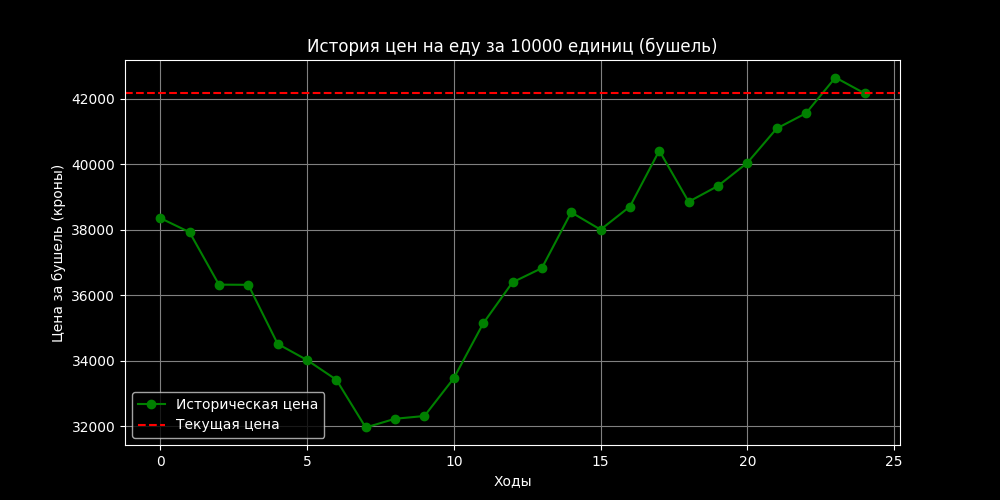 История цен на еду за 10000 единиц (бушель)
Цена за бушель (кроны)
42000
40000
38000
36000
34000
32000
Историческая цена
Текущая цена
0 5 10 15 20 25
Ходы